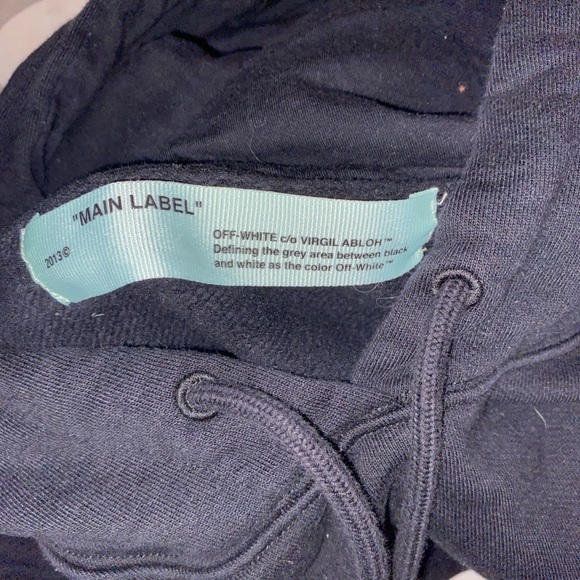 "MAIN LABEL"
2013©
OFF-WHITE c/o VIRGIL ABLOH™
Defining the grey area between black
and white as the color Off-White™